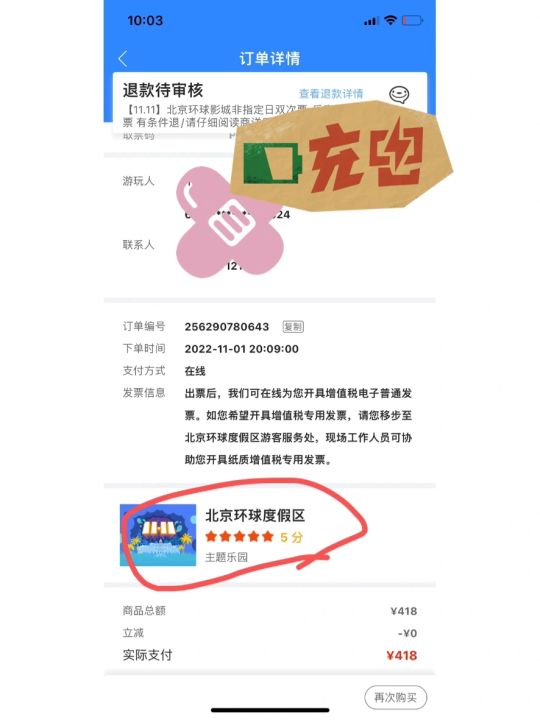 10:03
订单详情
退款待审核
查看退款详情
【11.11】北京环球影城非指定日双次票
票 有条件退/请仔细阅读商
取票码
充电
游玩人
24
联系人
12
订单编号 256290780643 复制
下单时间 2022-11-01 20:09:00
支付方式 在线
发票信息 出票后，我们可在线为您开具增值税电子普通发
票。如您希望开具增值税专用发票，请您移步至
北京环球度假区游客服务处，现场工作人员可协
助您开具纸质增值税专用发票。
北京环球度假区
5 分
主题乐园
商品总额 ¥418
立减 -¥0
实际支付 ¥418
再次购买